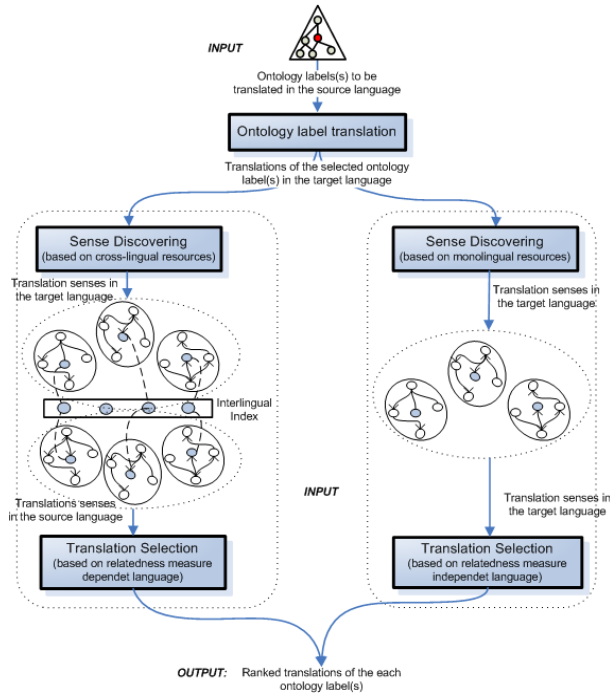 INPUT
Ontology labels(s) to be
translated in the source language
Ontology label translation
Translations of the selected ontology
label(s) in the target language
Sense Discovering
(based on cross-lingual resources)
Translation senses in
the target language
Interlingual
Index
Translations senses
in the source language
Translation Selection
(based on relatedness measure
dependet language)
Sense Discovering
(based on monolingual resources)
Translation senses in
the target language
INPUT
Translation senses in
the target language
Translation Selection
(based on relatedness measure
independet language)
OUTPUT: Ranked translations of the each
ontology label(s)